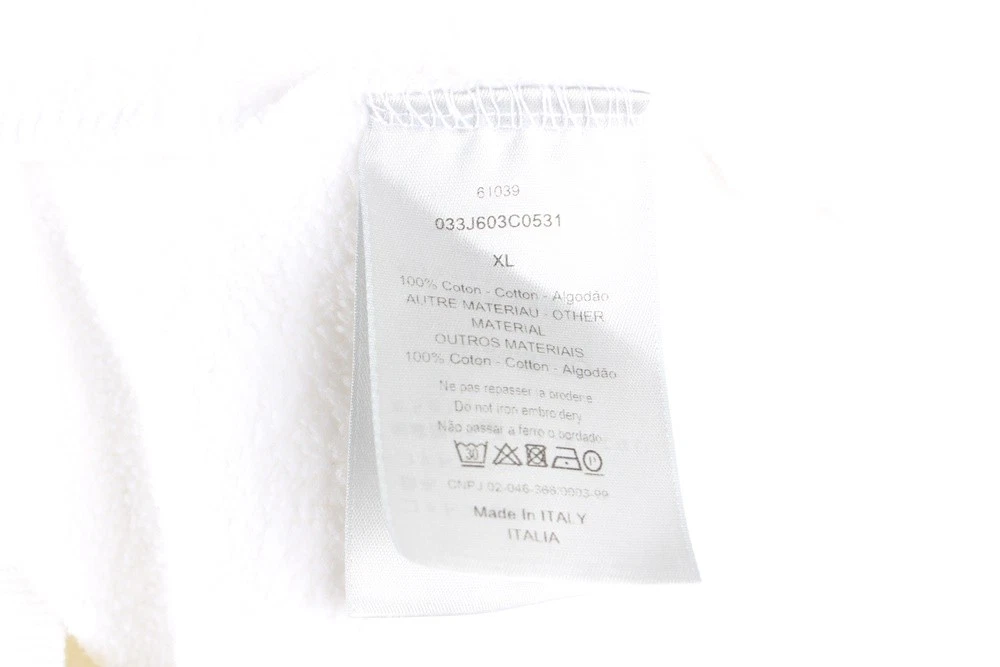 61039
033J603C0531
XL
100% Coton - Cotton - Algodão
AUTRE MATERIAU - OTHER
MATERIAL
OUTROS MATERIAIS
100% Coton - Cotton - Algodão
Ne pas repasser la broderie
Do not iron embroidery
Não passar a ferro o bordado
30 P
CNPJ 02-046-366/0003-99
Made In ITALY
ITALIA